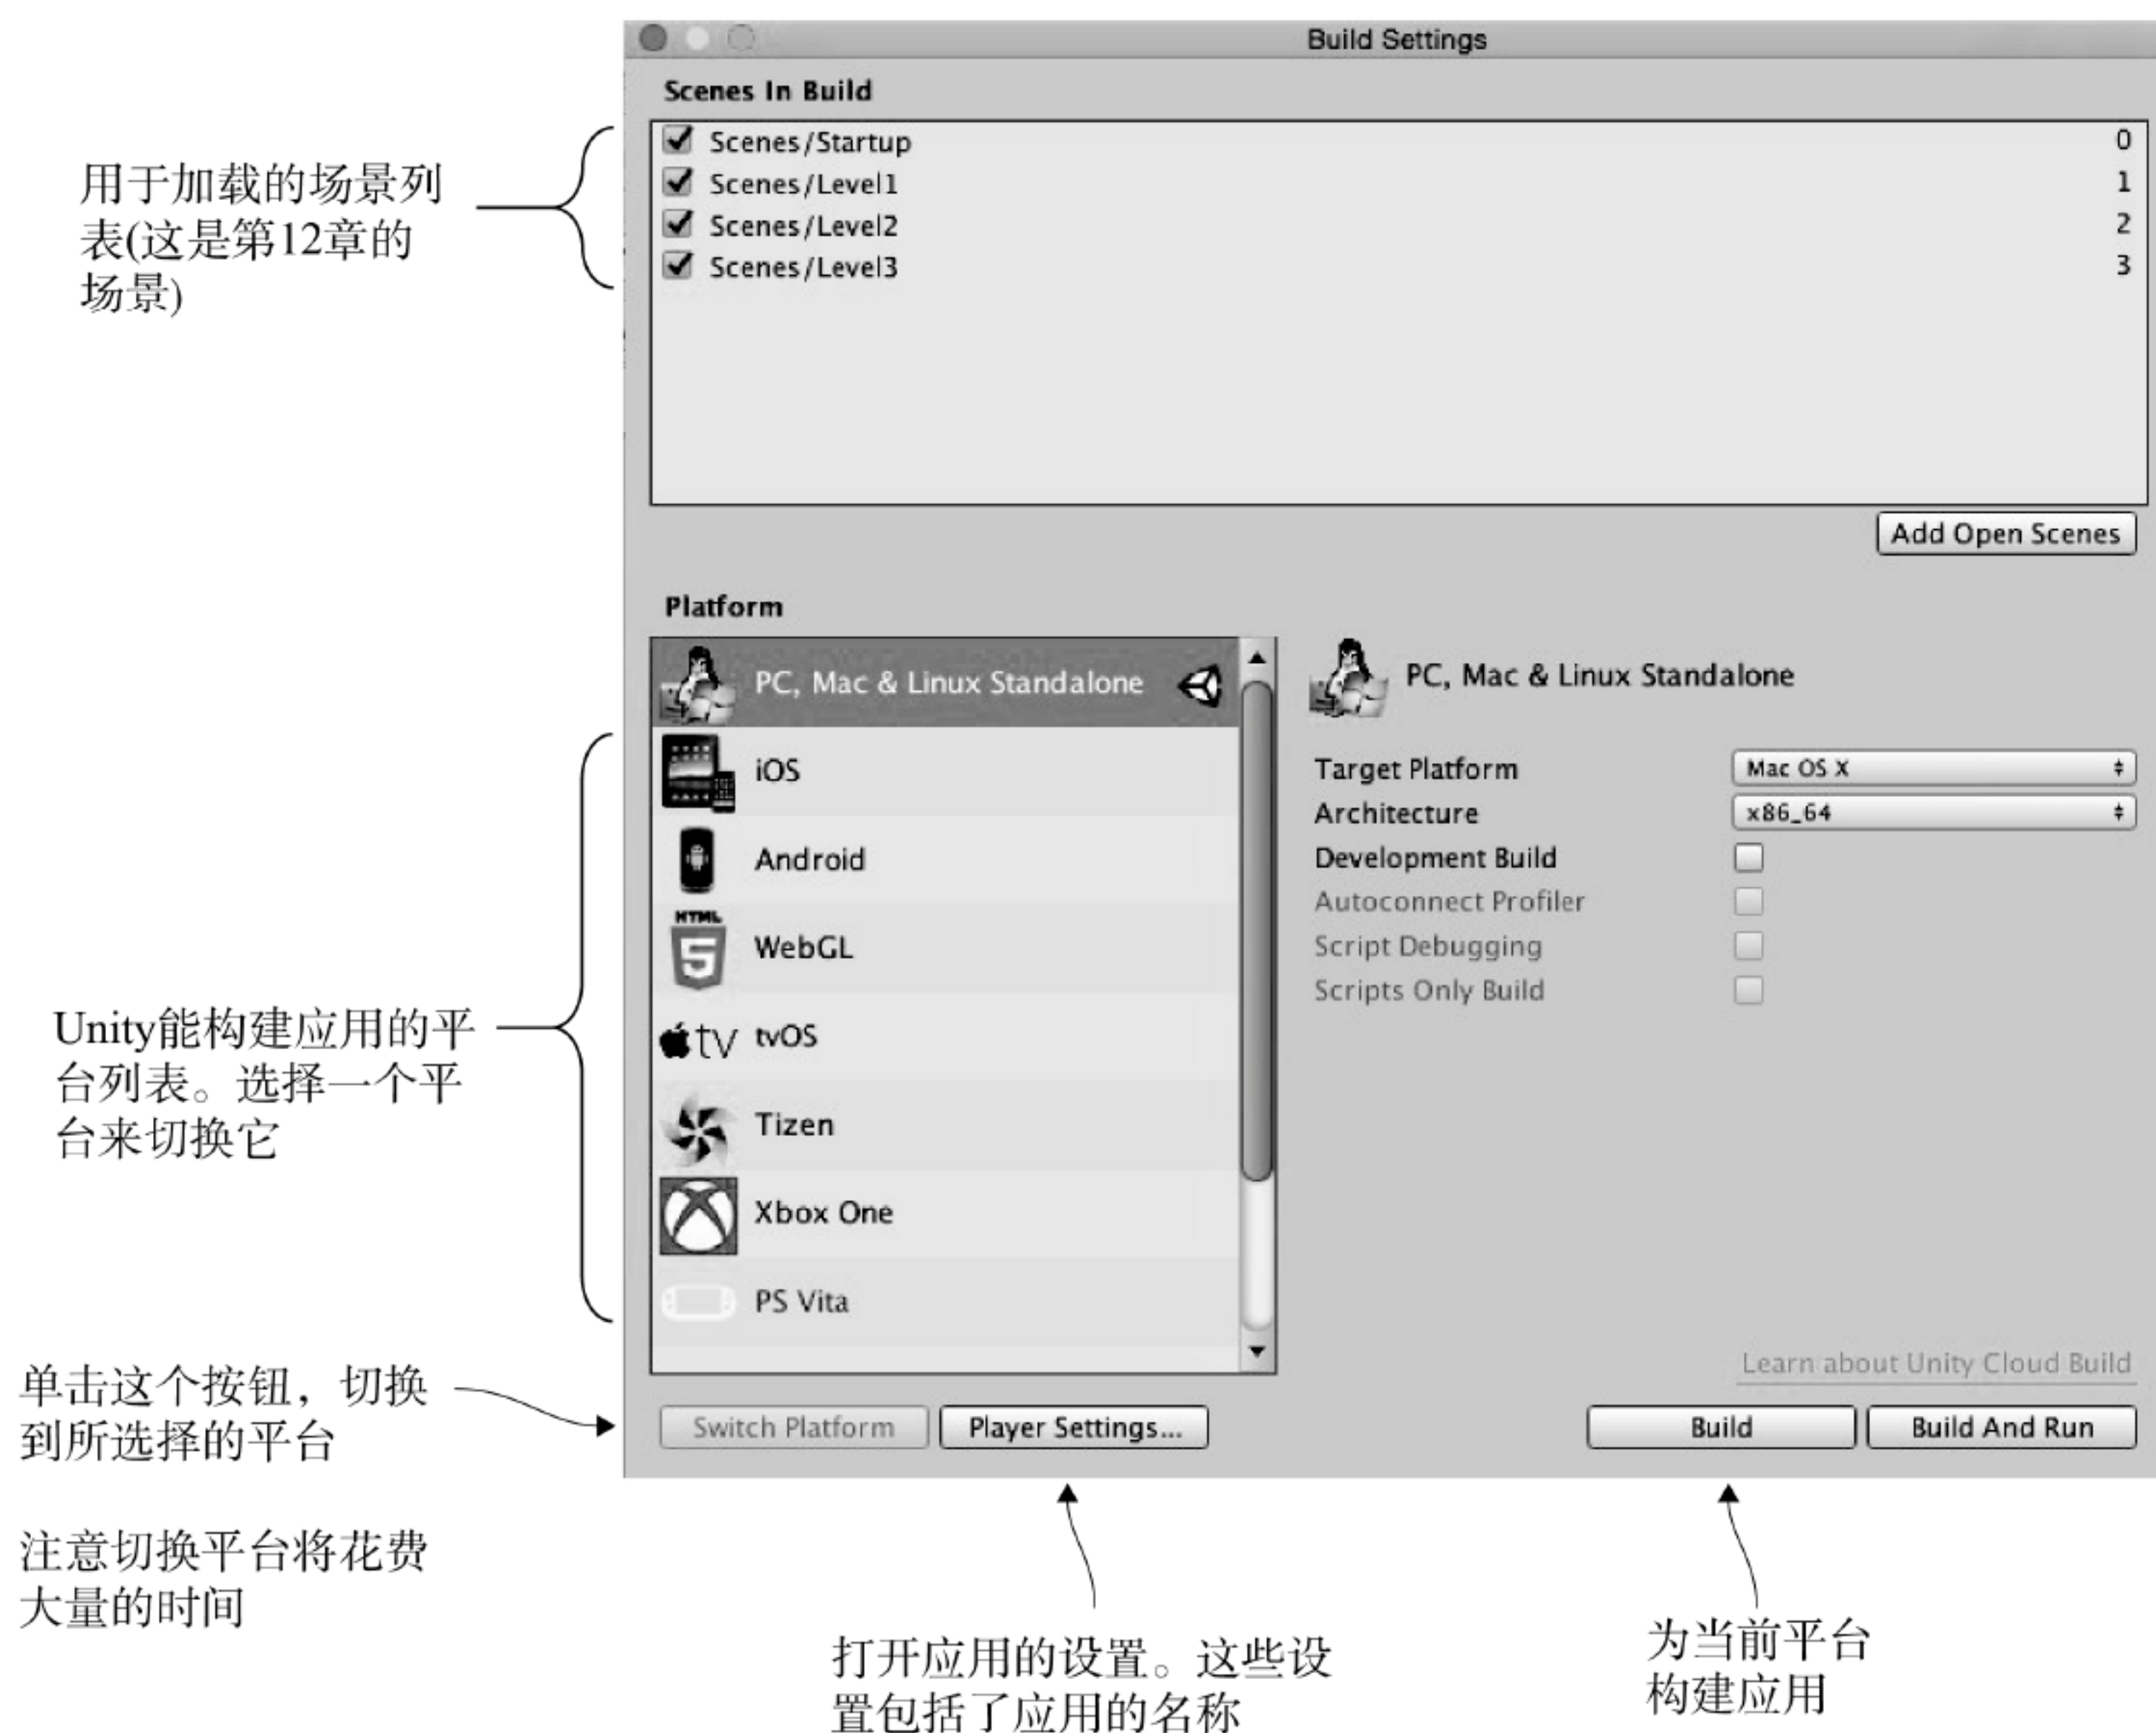 Build Settings
Scenes In Build
Scenes/Startup 0
Scenes/Level1 1
Scenes/Level2 2
Scenes/Level3 3
用于加载的场景列
表(这是第12章的
场景)
Add Open Scenes
Platform
PC, Mac & Linux Standalone
iOS
Android
HTML
5
WebGL
tv
tvOS
Tizen
Xbox One
PS Vita
PC, Mac & Linux Standalone
Target Platform Mac OS X
Architecture x86_64
Development Build
Autoconnect Profiler
Script Debugging
Scripts Only Build
Unity能构建应用的平
台列表。选择一个平
台来切换它
Learn about Unity Cloud Build
Switch Platform
Player Settings...
Build
Build And Run
单击这个按钮，切换
到所选择的平台
注意切换平台将花费
大量的时间
打开应用的设置。这些设
置包括了应用的名称
为当前平台
构建应用